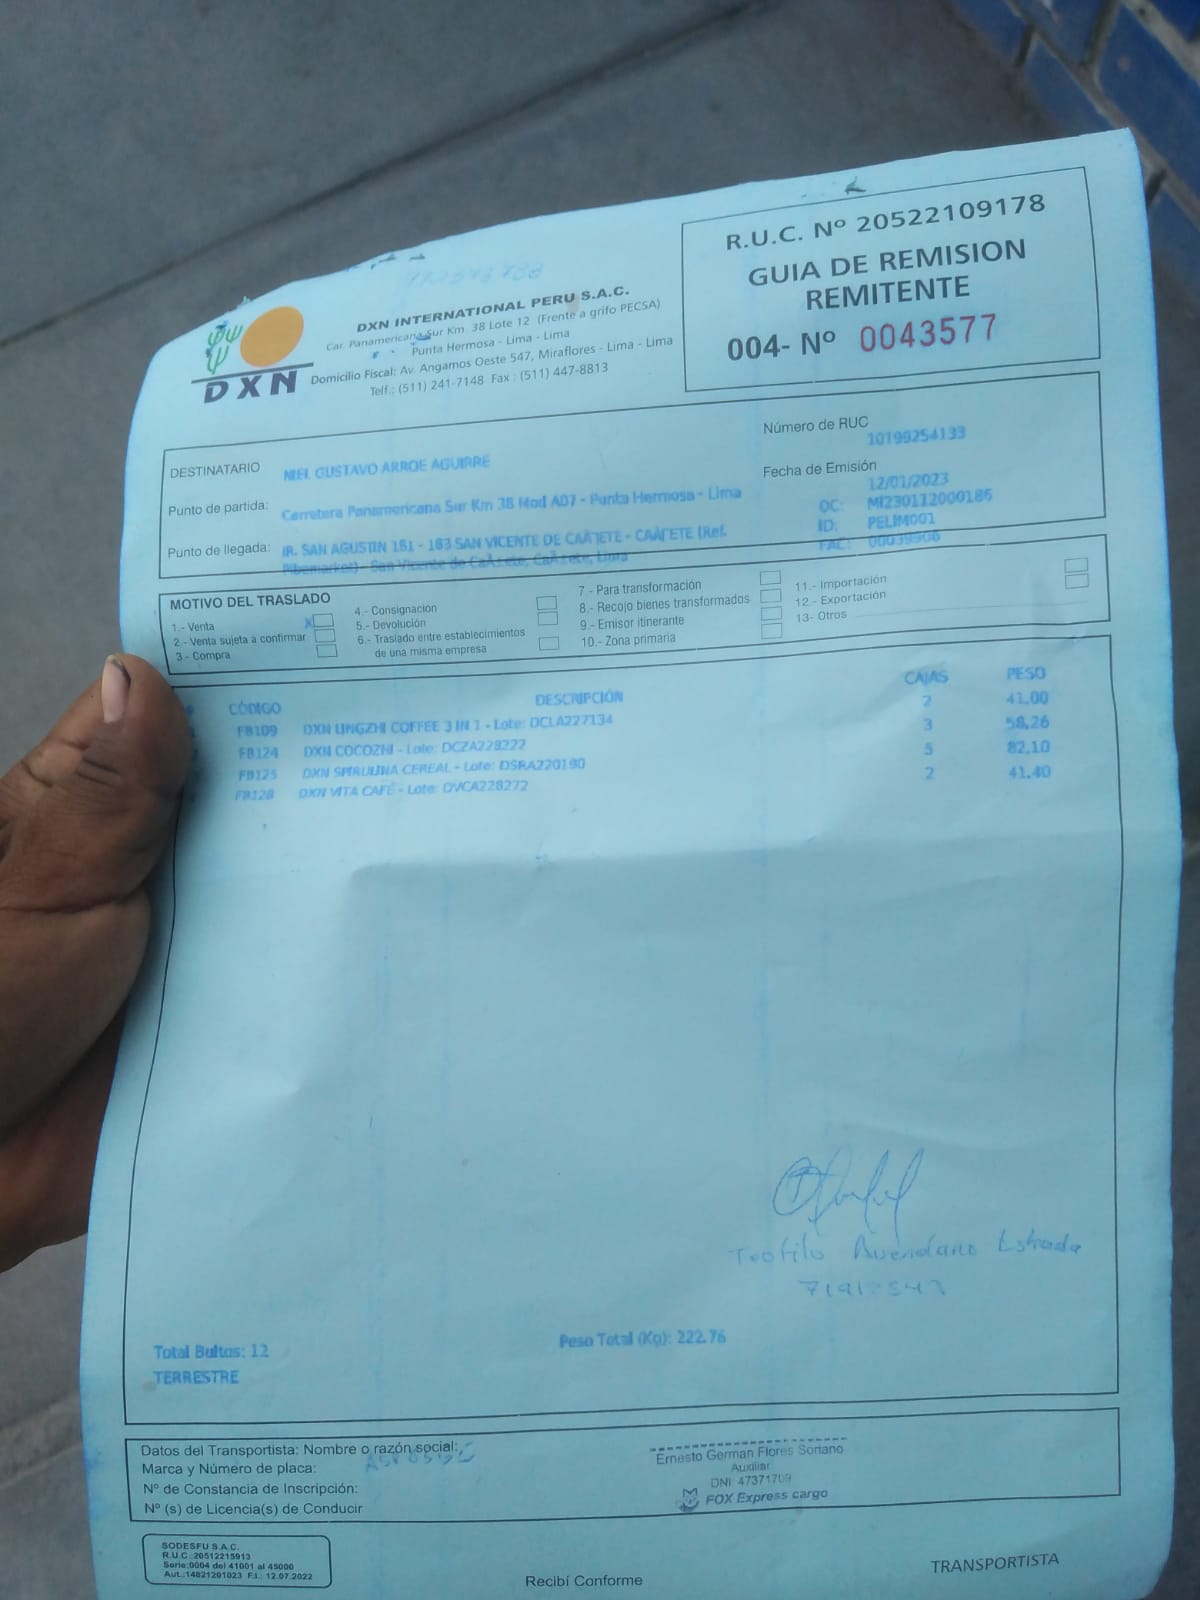 R.U.C. Nº 20522109178
GUIA DE REMISION
REMITENTE
004- Nº 0043577
DXN
DXN INTERNATIONAL PERU S.A.C.
Car. Panamericana Sur Km. 38 Lote 12 (Frente a grifo PECSA)
Punta Hermosa - Lima - Lima
Domicilio Fiscal: Av. Angamos Oeste 547, Miraflores - Lima - Lima
Telf.: (511) 241-7148 Fax : (511) 447-8813
DESTINATARIO NIEL GUSTAVO ARROE AGUIRRE
Número de RUC
10199254133
Punto de partida: Carretera Panamericana Sur Km 38 Mod A07 - Punta Hermosa - Lima
Fecha de Emisión
12/01/2023
OC: MI230112000186
ID: PELIM001
FAC: 00039906
Punto de llegada: JR. SAN AGUSTIN 161 - 163 SAN VICENTE DE CAÃ‘ETE - CAÃ‘ETE (Ref.
San Vicente de
MOTIVO DEL TRASLADO
1.- Venta X
2.- Venta sujeta a confirmar
3.- Compra
4.- Consignación
5.- Devolución
6.- Traslado entre establecimientos
de una misma empresa
7.- Para transformación
8.- Recojo bienes transformados
9.- Emisor itinerante
10.- Zona primaria
11.- Importación
12.- Exportación
13.- Otros
CÓDIGO DESCRIPCIÓN CAJAS PESO
FB109 DXN LINGZHI COFFEE 3 IN 1 - Lote: DCLA227134 2 41.00
FB124 DXN COCOZHI - Lote: DCZA228222 3 58.26
FB125 DXN SPIRULINA CEREAL - Lote: DSRA220190 5 82.10
FB128 DXN VITA CAFÉ - Lote: DVCA228272 2 41.40
Teofilo Avendano Estrada
71912543
Total Bultos: 12
Peso Total (Kg): 222.76
TERRESTRE
Datos del Transportista: Nombre o razón social:
Marca y Número de placa:
Nº de Constancia de Inscripción:
Nº (s) de Licencia(s) de Conducir
Ernesto German Flores Soriano
Auxiliar
DNI: 47371709
FOX Express cargo
SODESFU S.A.C.
R.U.C.:20512215913
Serie:0004 del 41001 al 45000
Aut.:14821201023 F.I.: 12.07.2022
Recibí Conforme
TRANSPORTISTA